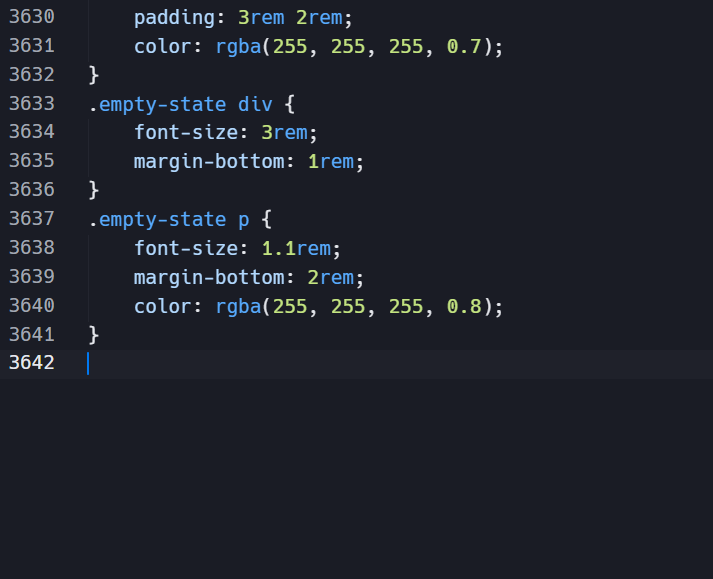 3630 padding: 3rem 2rem;
3631 color: rgba(255, 255, 255, 0.7);
3632 }
3633 .empty-state div {
3634 font-size: 3rem;
3635 margin-bottom: 1rem;
3636 }
3637 .empty-state p {
3638 font-size: 1.1rem;
3639 margin-bottom: 2rem;
3640 color: rgba(255, 255, 255, 0.8);
3641 }
3642